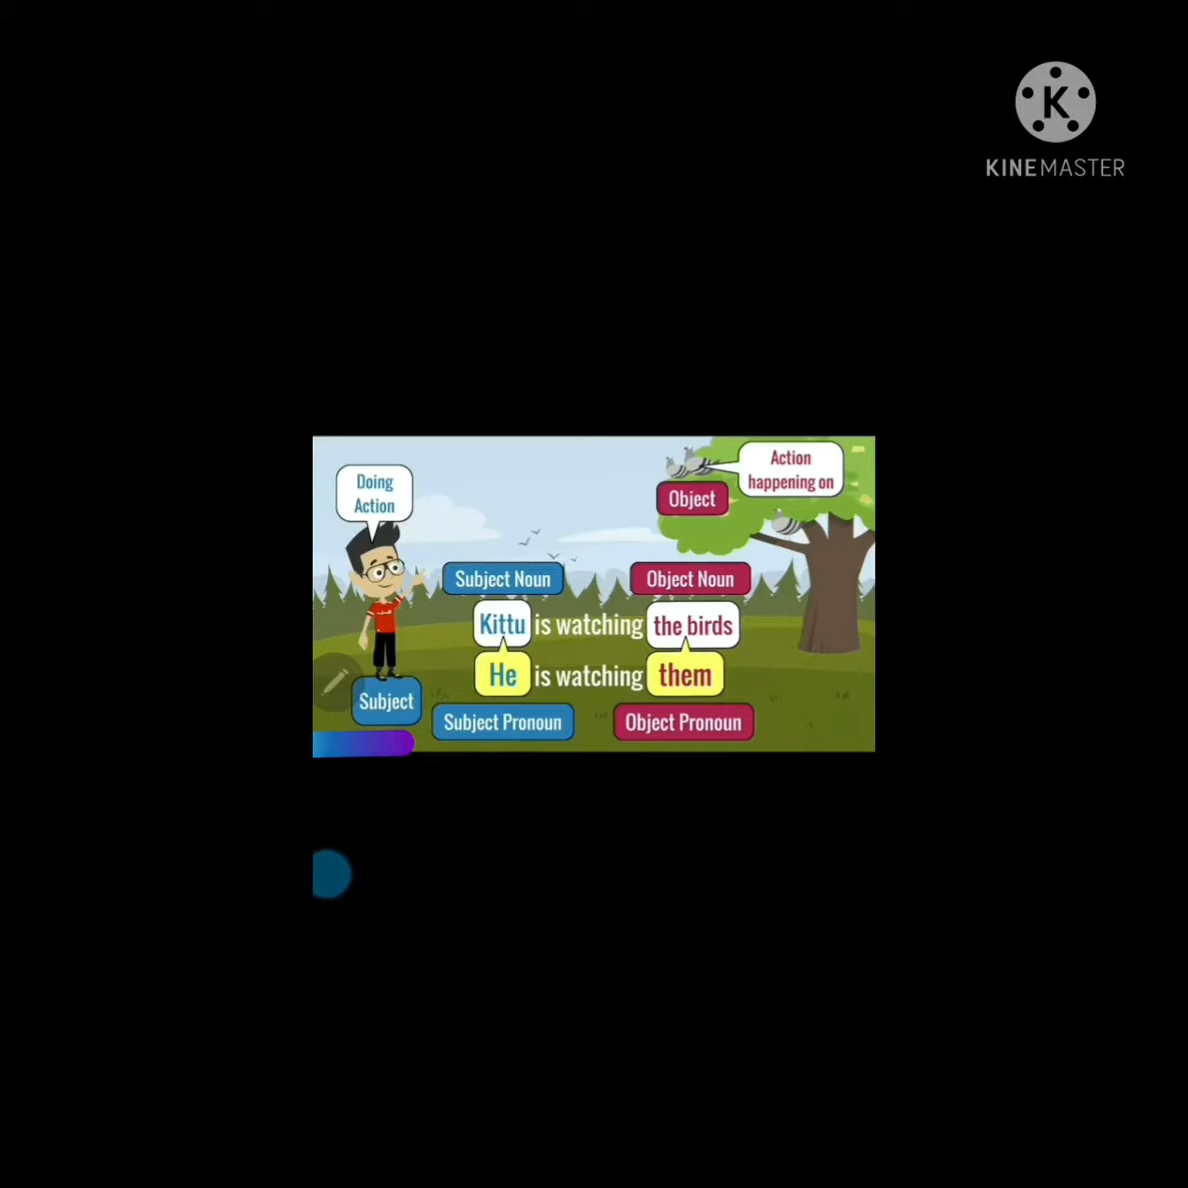 K
KINEMASTER
Doing
Action
Action
happening on
Object
Subject Noun
Object Noun
Kittu is watching the birds
He is watching them
Subject
Subject Pronoun
Object Pronoun